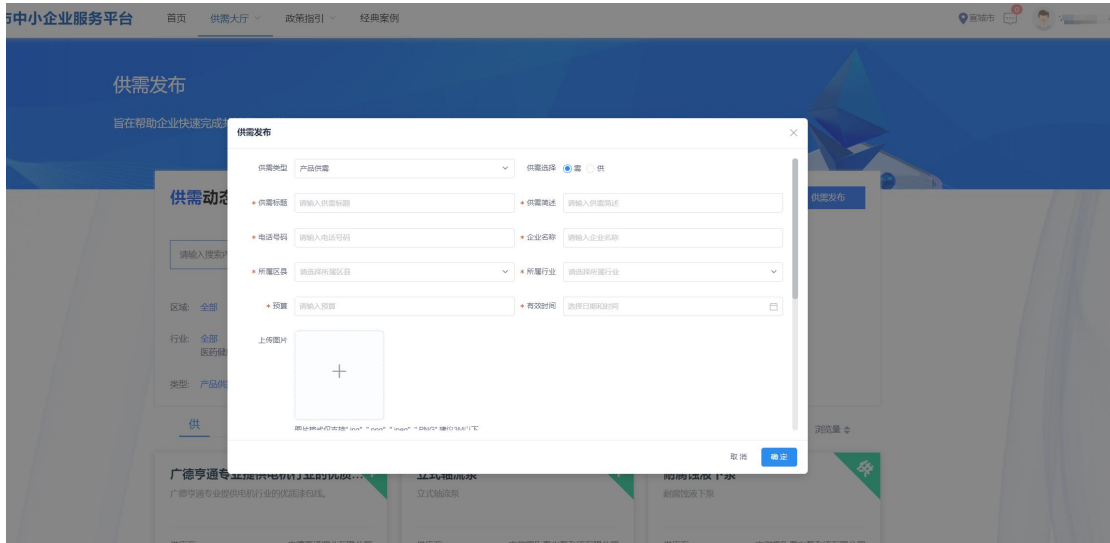 市中小企业服务平台 首页 供需大厅 政策指引 经典案例 宣城市 0
供需发布
旨在帮助企业快速完成
供需发布
供需类型 产品供需 供需选择 需 供
供需动态 供需发布
* 供需标题 请输入供需标题 * 供需简述 请输入供需简述
* 电话号码 请输入电话号码 * 企业名称 请输入企业名称
请输入搜索
* 所属区县 请选择所属区县 * 所属行业 请选择所属行业
区域: 全部 * 预算 请输入预算 * 有效时间 选择日期和时间
行业: 全部 上传图片
医药健
类型: 产品供
供 浏览量
取消 确定
广德亨通专业提供电机行业的优质... 立式轴流泵 耐腐蚀液下泵 供
广德亨通专业提供电机行业的优质漆包线。 立式轴流泵 耐腐蚀液下泵